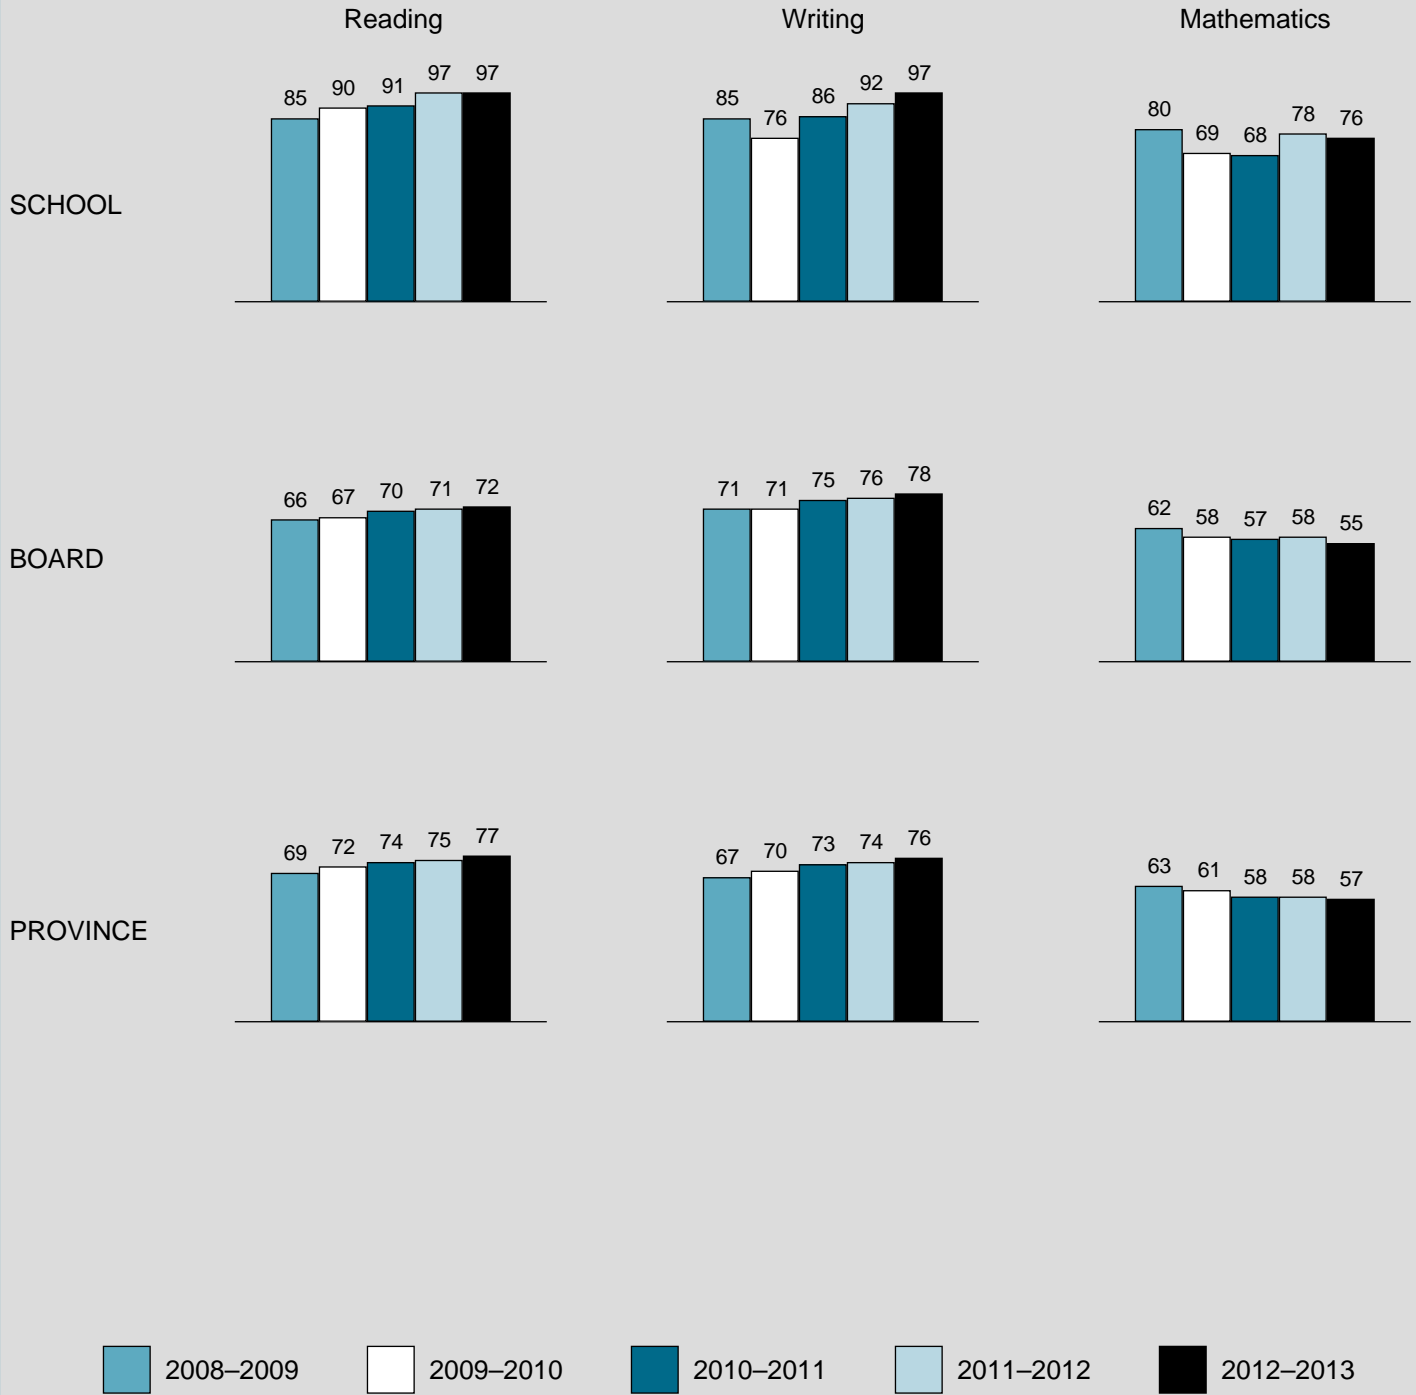 Reading Writing Mathematics
85 90 91 97 97
85 76 86 92 97
80 69 68 78 76
SCHOOL
66 67 70 71 72
71 71 75 76 78
62 58 57 58 55
BOARD
69 72 74 75 77
67 70 73 74 76
63 61 58 58 57
PROVINCE
2008–2009 2009–2010 2010–2011 2011–2012 2012–2013